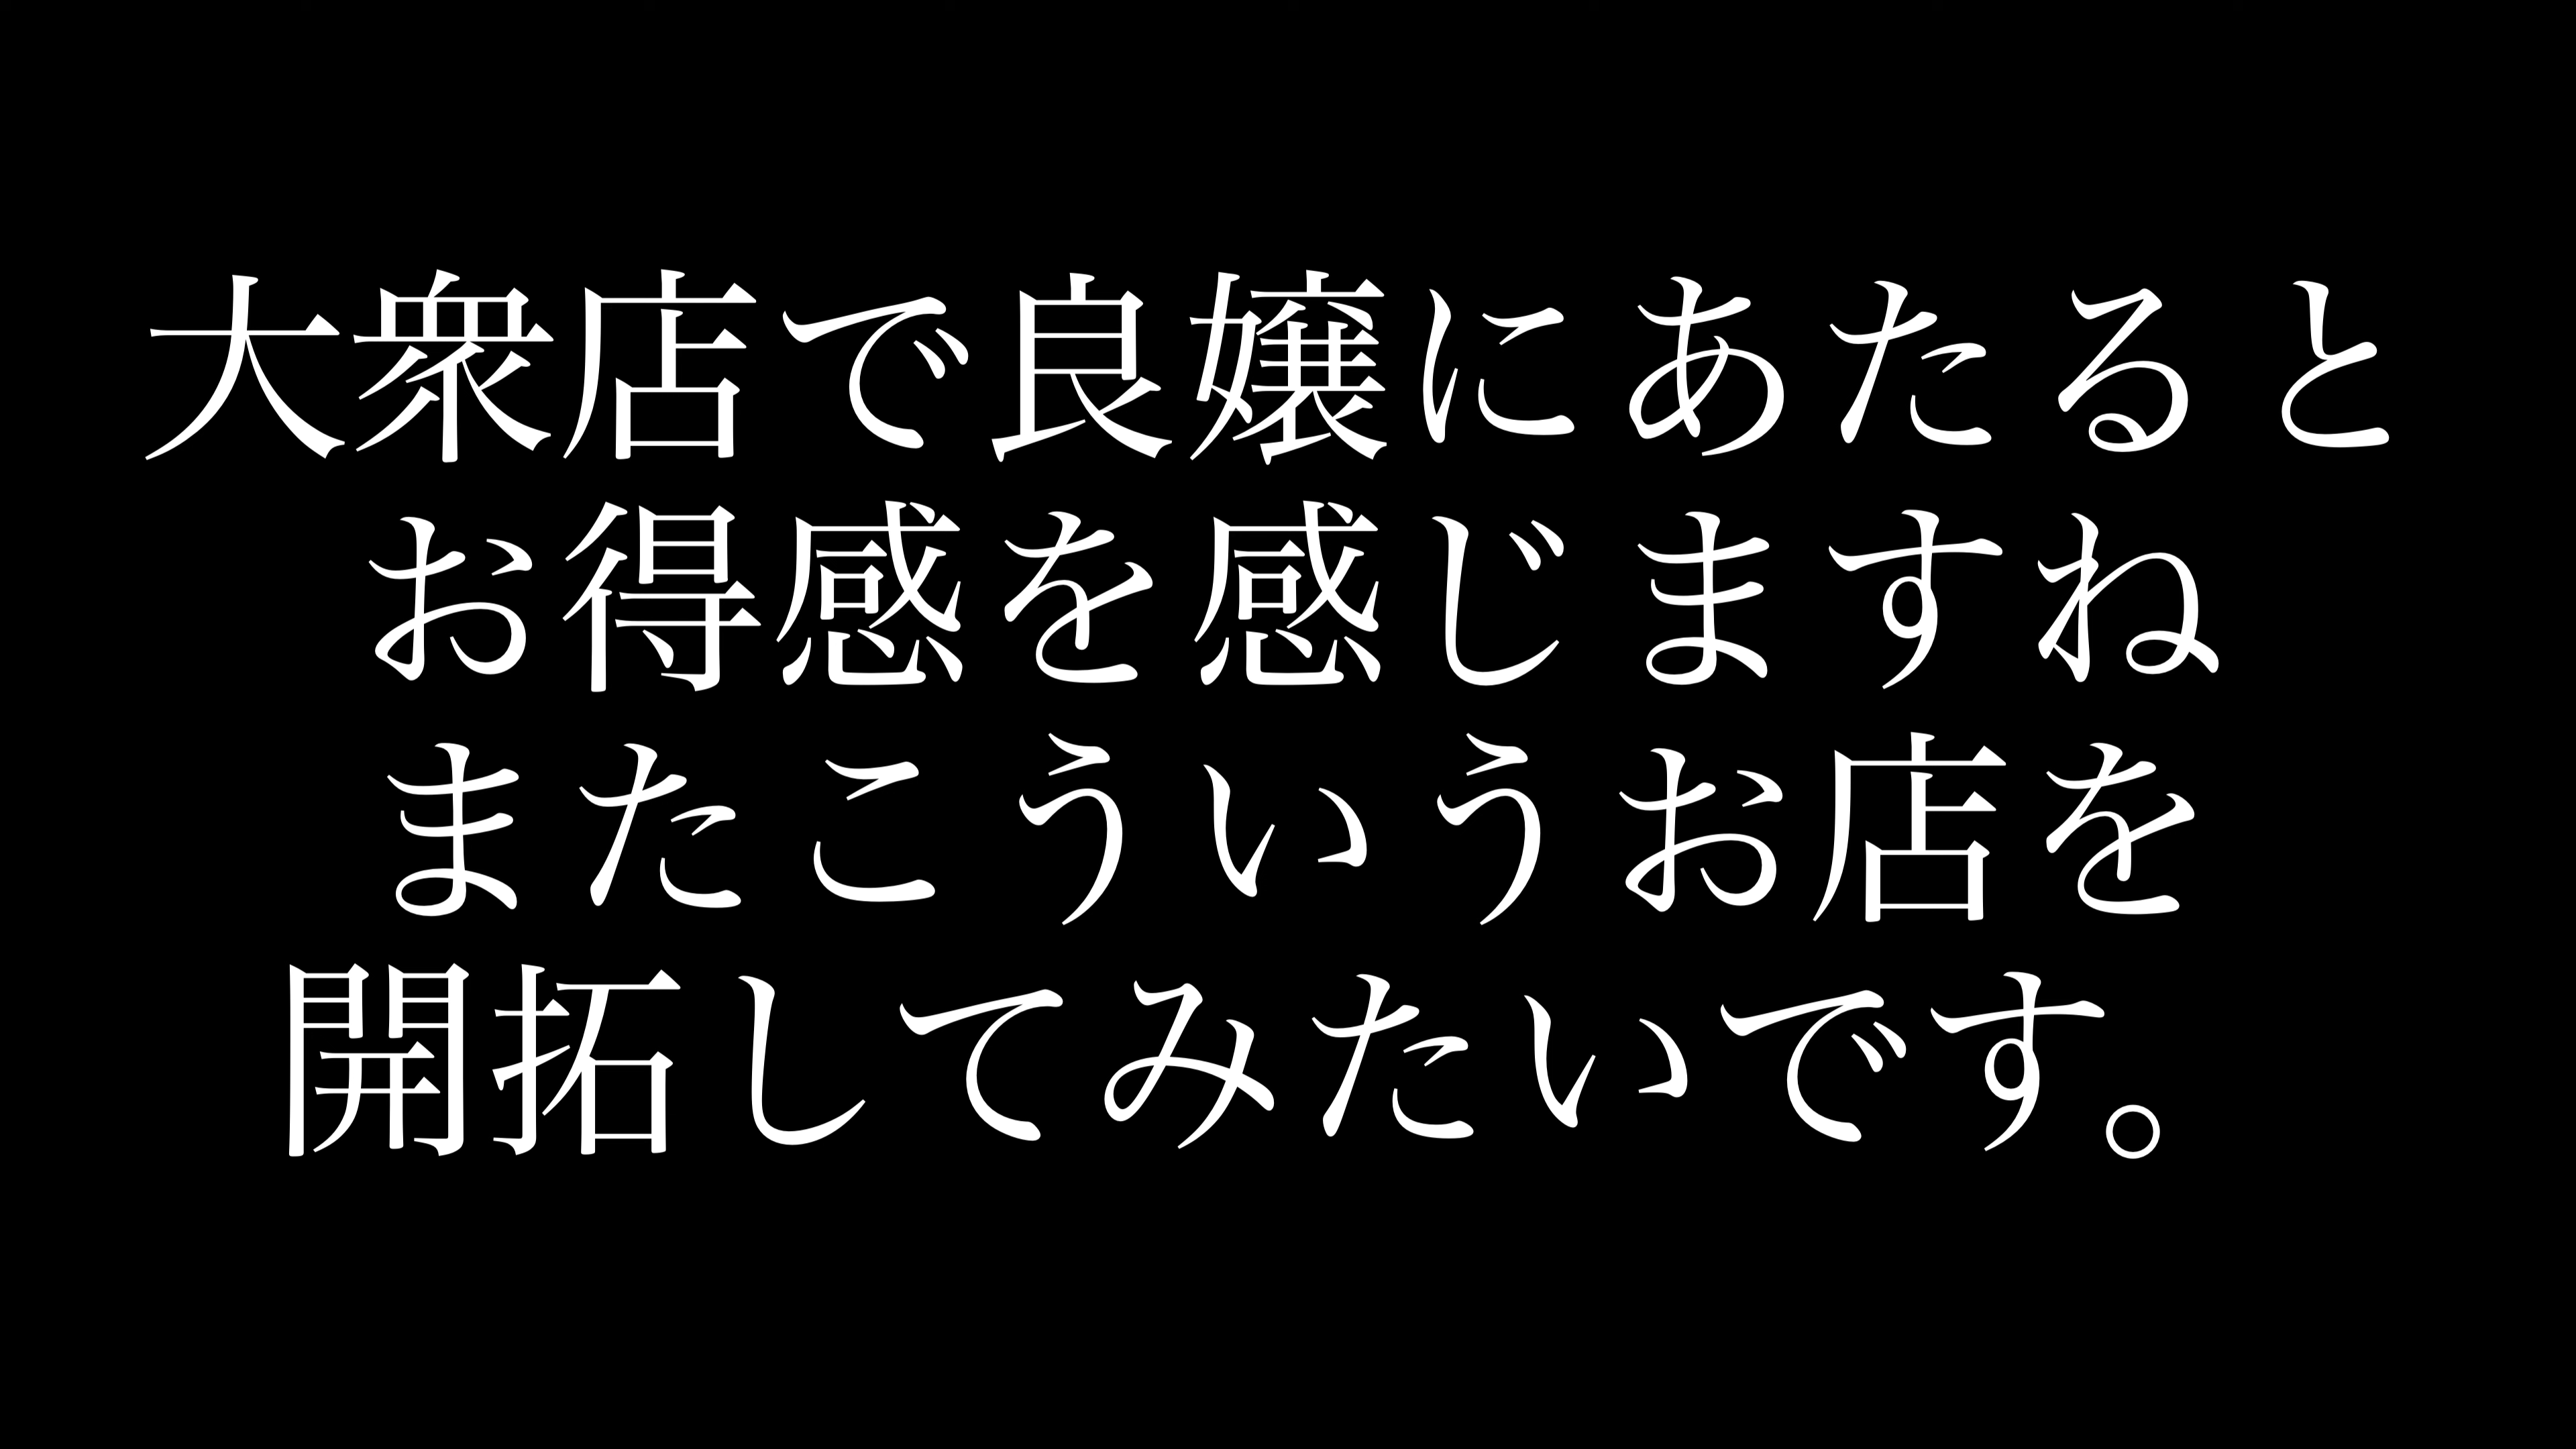 大衆店で良嬢にあたると
お得感を感じますね
またこういうお店を
開拓してみたいです。